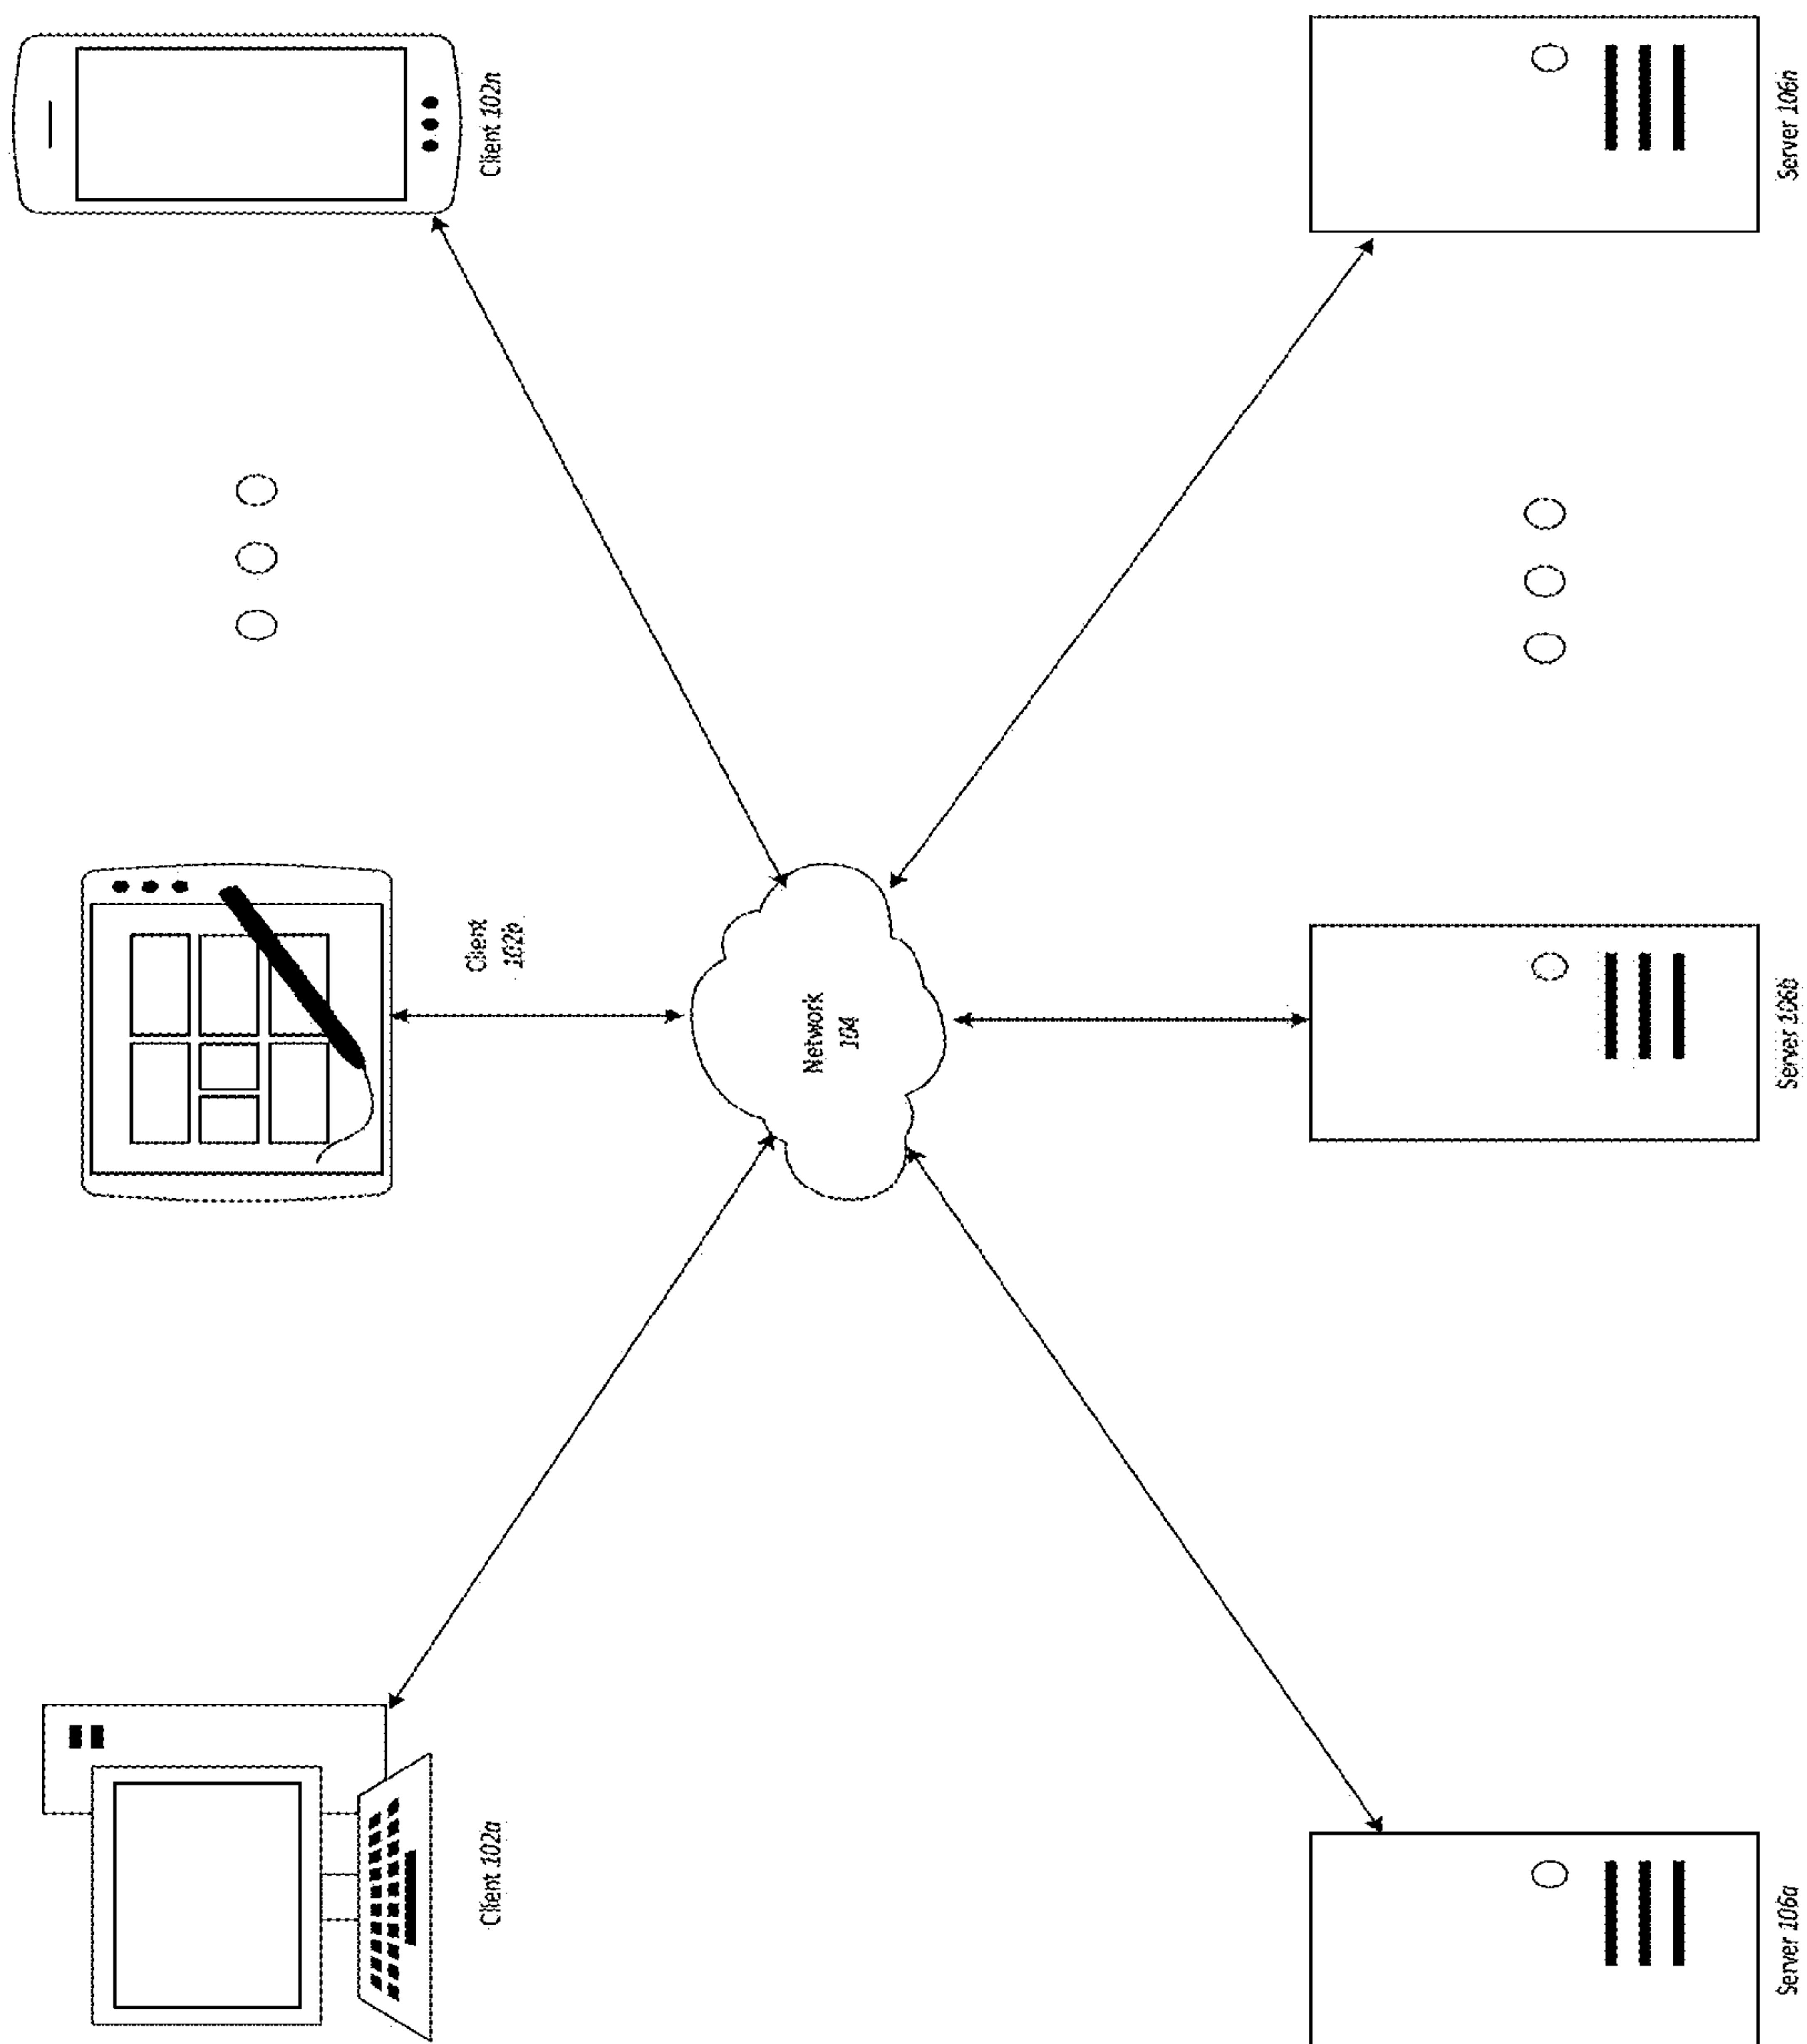 Client 102a
Client
102b
Client 102n
Network
104
Server 106a
Server 106b
Server 106n